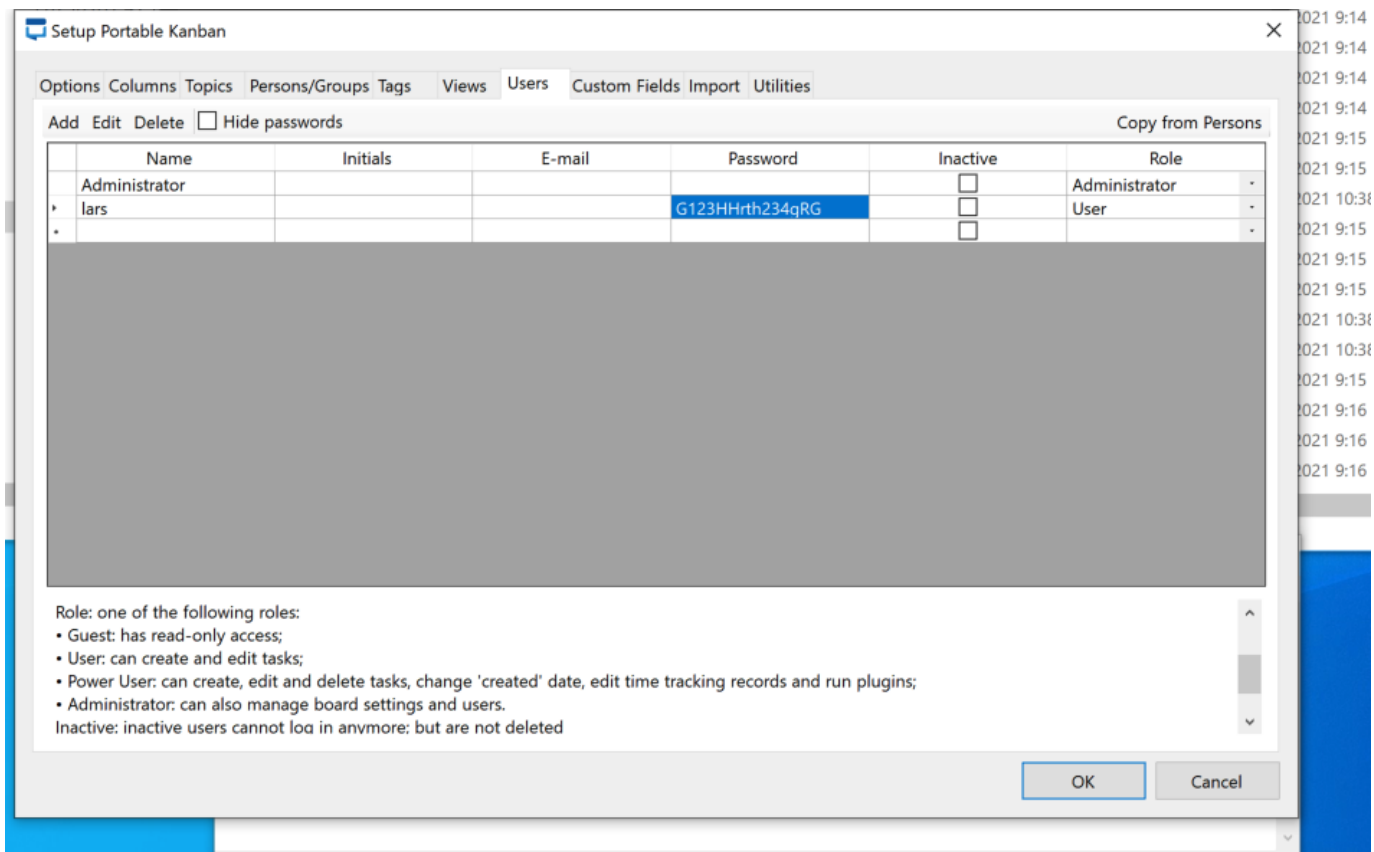 Setup Portable Kanban
Options Columns Topics Persons/Groups Tags Views Users Custom Fields Import Utilities
Add Edit Delete Hide passwords Copy from Persons
Name Initials E-mail Password Inactive Role
Administrator Administrator
lars G123HHrth234gRG User
Role: one of the following roles:
• Guest: has read-only access;
• User: can create and edit tasks;
• Power User: can create, edit and delete tasks, change 'created' date, edit time tracking records and run plugins;
• Administrator: can also manage board settings and users.
Inactive: inactive users cannot log in anymore; but are not deleted
OK Cancel
2021 9:14
2021 9:14
2021 9:14
2021 9:14
2021 9:15
2021 9:15
2021 10:38
2021 9:15
2021 9:15
2021 9:15
2021 10:38
2021 10:38
2021 9:15
2021 9:16
2021 9:16
2021 9:16